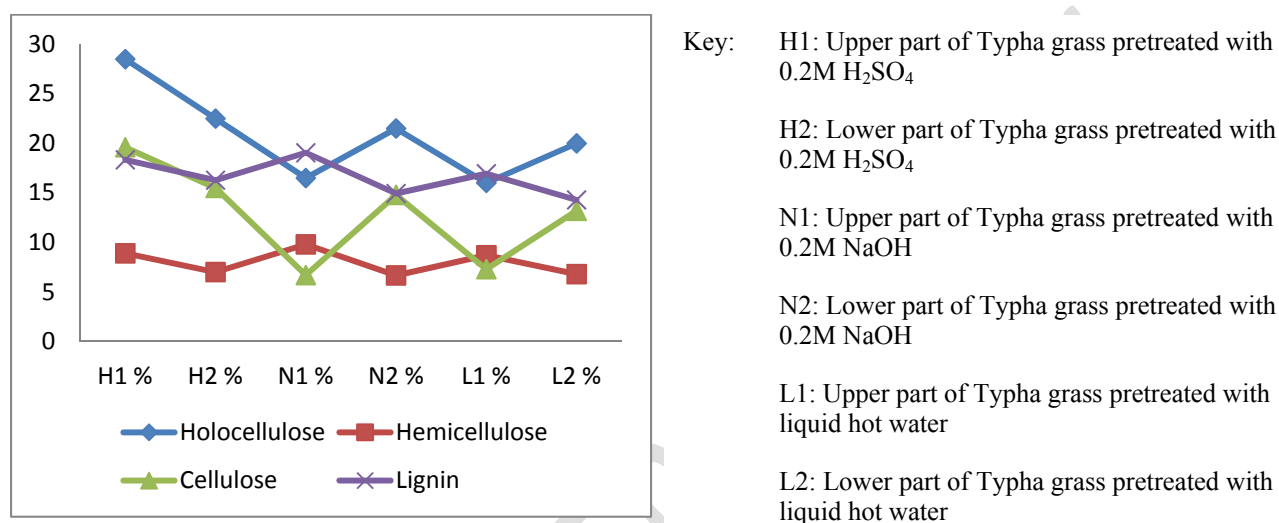 30
25
20
15
10
5
0
H1 % H2 % N1 % N2 % L1 % L2 %
Holocellulose Hemicellulose
Cellulose Lignin
Key: H1: Upper part of Typha grass pretreated with
0.2M H₂SO₄
H2: Lower part of Typha grass pretreated with
0.2M H₂SO₄
N1: Upper part of Typha grass pretreated with
0.2M NaOH
N2: Lower part of Typha grass pretreated with
0.2M NaOH
L1: Upper part of Typha grass pretreated with
liquid hot water
L2: Lower part of Typha grass pretreated with
liquid hot water